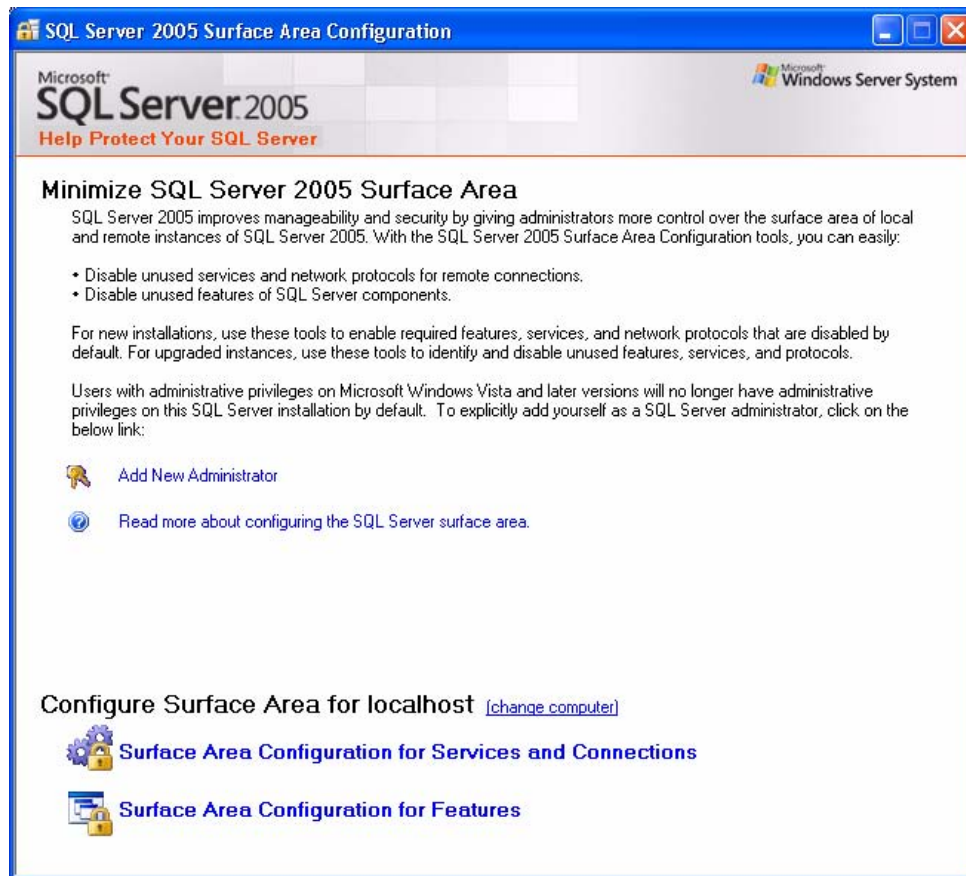 SQL Server 2005 Surface Area Configuration
Microsoft
Windows Server System
Microsoft
SQL Server 2005
Help Protect Your SQL Server
Minimize SQL Server 2005 Surface Area
SQL Server 2005 improves manageability and security by giving administrators more control over the surface area of local
and remote instances of SQL Server 2005. With the SQL Server 2005 Surface Area Configuration tools, you can easily:
• Disable unused services and network protocols for remote connections.
• Disable unused features of SQL Server components.
For new installations, use these tools to enable required features, services, and network protocols that are disabled by
default. For upgraded instances, use these tools to identify and disable unused features, services, and protocols.
Users with administrative privileges on Microsoft Windows Vista and later versions will no longer have administrative
privileges on this SQL Server installation by default.  To explicitly add yourself as a SQL Server administrator, click on the
below link:
Add New Administrator
Read more about configuring the SQL Server surface area.
Configure Surface Area for localhost (change computer)
Surface Area Configuration for Services and Connections
Surface Area Configuration for Features